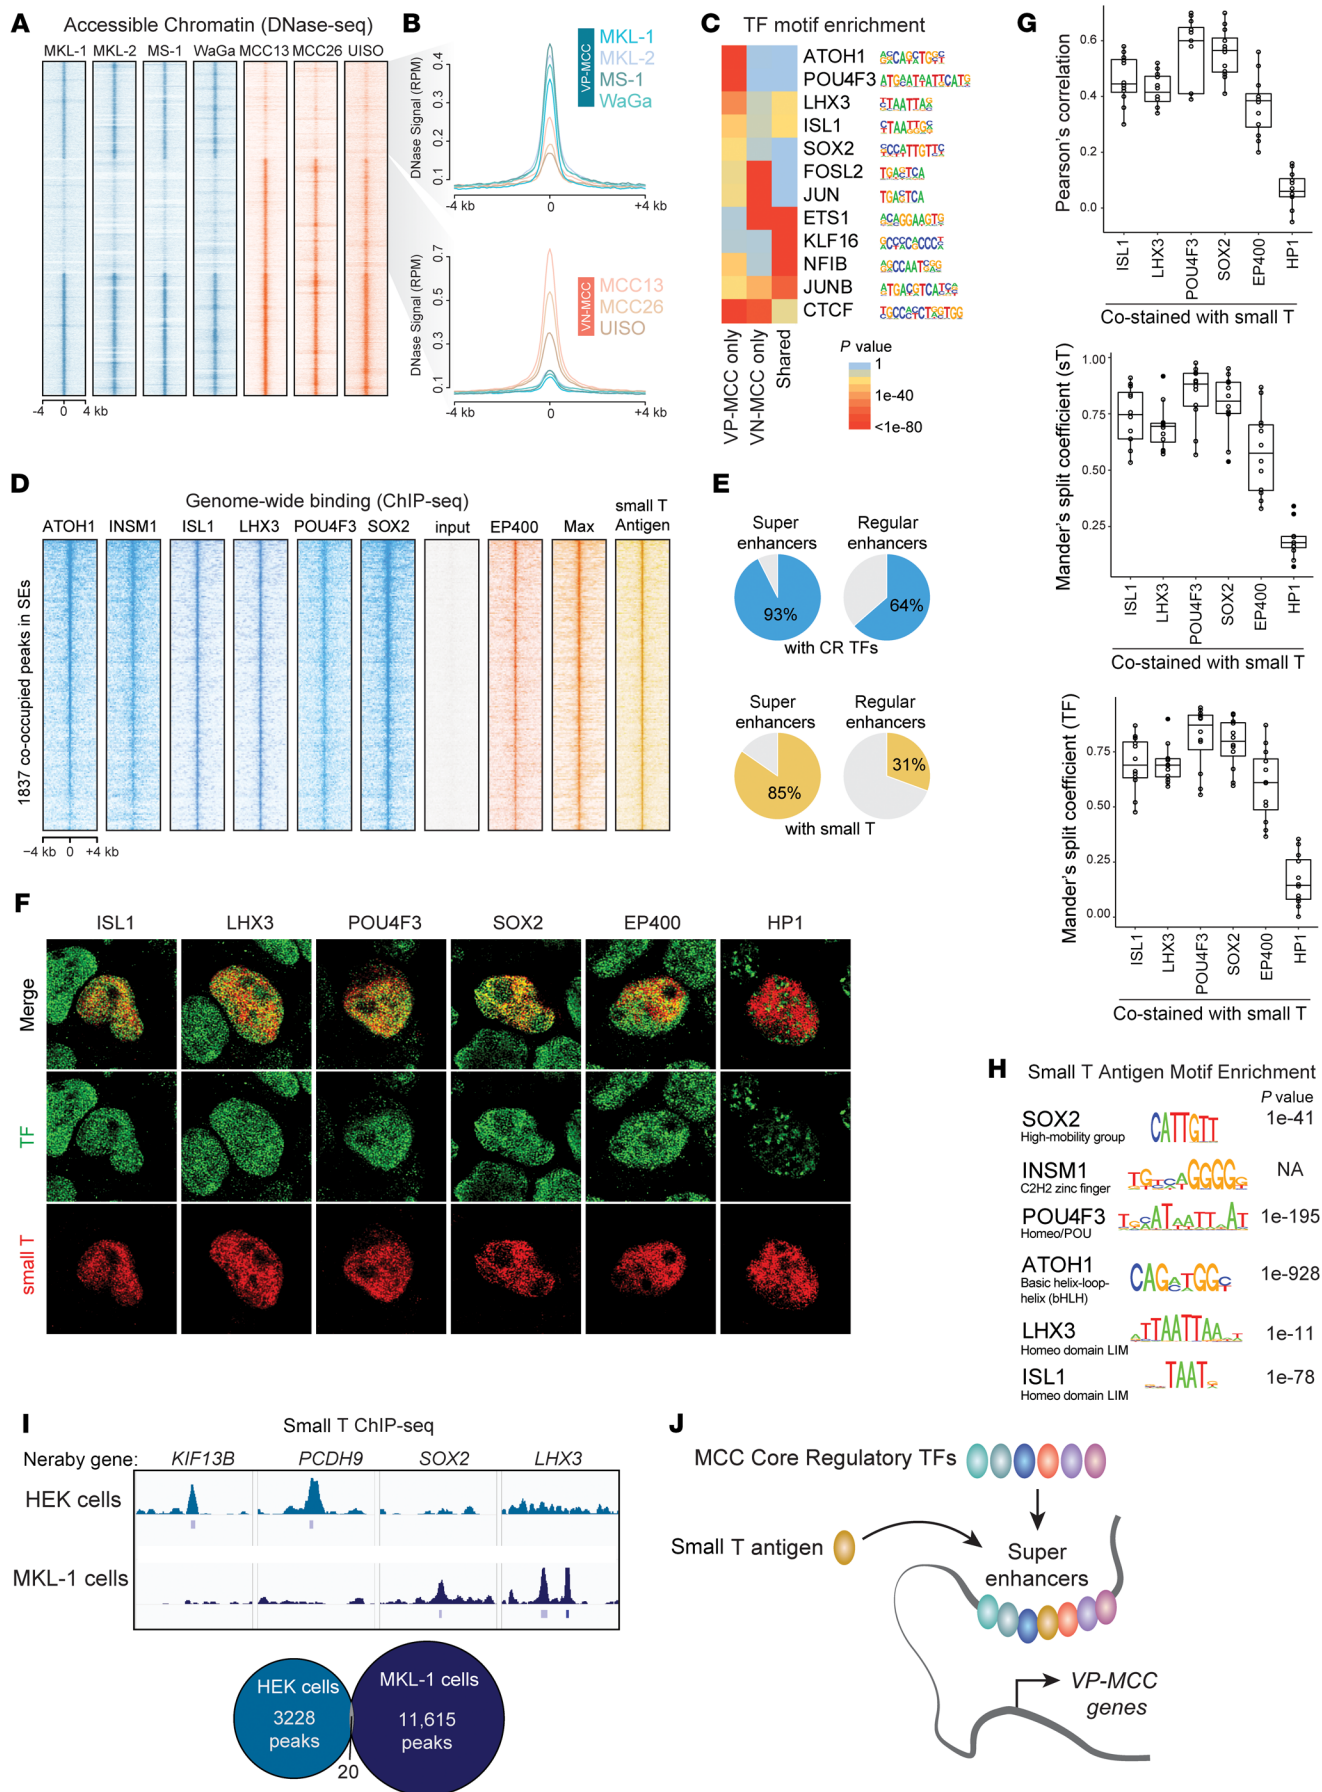 A
Accessible Chromatin (DNase-seq)
MKL-1 MKL-2 MS-1 WaGa MCC13 MCC26 UISO
-4 0 4 kb
B
DNase Signal (RPM)
0.4
0.3
0.2
0.1
-4 kb 0 +4 kb
VP-MCC
MKL-1
MKL-2
MS-1
WaGa
DNase Signal (RPM)
0.7
0.5
0.3
0.1
-4 kb 0 +4 kb
VN-MCC
MCC13
MCC26
UISO
C
TF motif enrichment
ATOH1
POU4F3
LHX3
ISL1
SOX2
FOSL2
JUN
ETS1
KLF16
NFIB
JUNB
CTCF
VP-MCC only
VN-MCC only
Shared
P value
1
1e-40
<1e-80
D
Genome-wide binding (ChIP-seq)
ATOH1 INSM1 ISL1 LHX3 POU4F3 SOX2 input EP400 Max small T Antigen
1837 co-occupied peaks in SEs
−4 kb 0 +4 kb
E
Super enhancers
Regular enhancers
93%
64%
with CR TFs
Super enhancers
Regular enhancers
85%
31%
with small T
F
ISL1 LHX3 POU4F3 SOX2 EP400 HP1
Merge
TF
small T
G
Pearson's correlation
0.6
0.4
0.2
0.0
ISL1 LHX3 POU4F3 SOX2 EP400 HP1
Co-stained with small T
Mander's split coefficient (sT)
1.00
0.75
0.50
0.25
ISL1 LHX3 POU4F3 SOX2 EP400 HP1
Co-stained with small T
Mander's split coefficient (TF)
0.75
0.50
0.25
0.00
ISL1 LHX3 POU4F3 SOX2 EP400 HP1
Co-stained with small T
H
Small T Antigen Motif Enrichment
P value
SOX2 CATTGTT 1e-41
High-mobility group
INSM1 NA
C2H2 zinc finger
POU4F3 1e-195
Homeo/POU
ATOH1 1e-928
Basic helix-loop-
helix (bHLH)
LHX3 1e-11
Homeo domain LIM
ISL1 TAAT 1e-78
Homeo domain LIM
I
Small T ChIP-seq
Neraby gene: KIF13B PCDH9 SOX2 LHX3
HEK cells
MKL-1 cells
HEK cells
3228
peaks
MKL-1 cells
11,615
peaks
20
J
MCC Core Regulatory TFs
Small T antigen
Super
enhancers
VP-MCC
genes